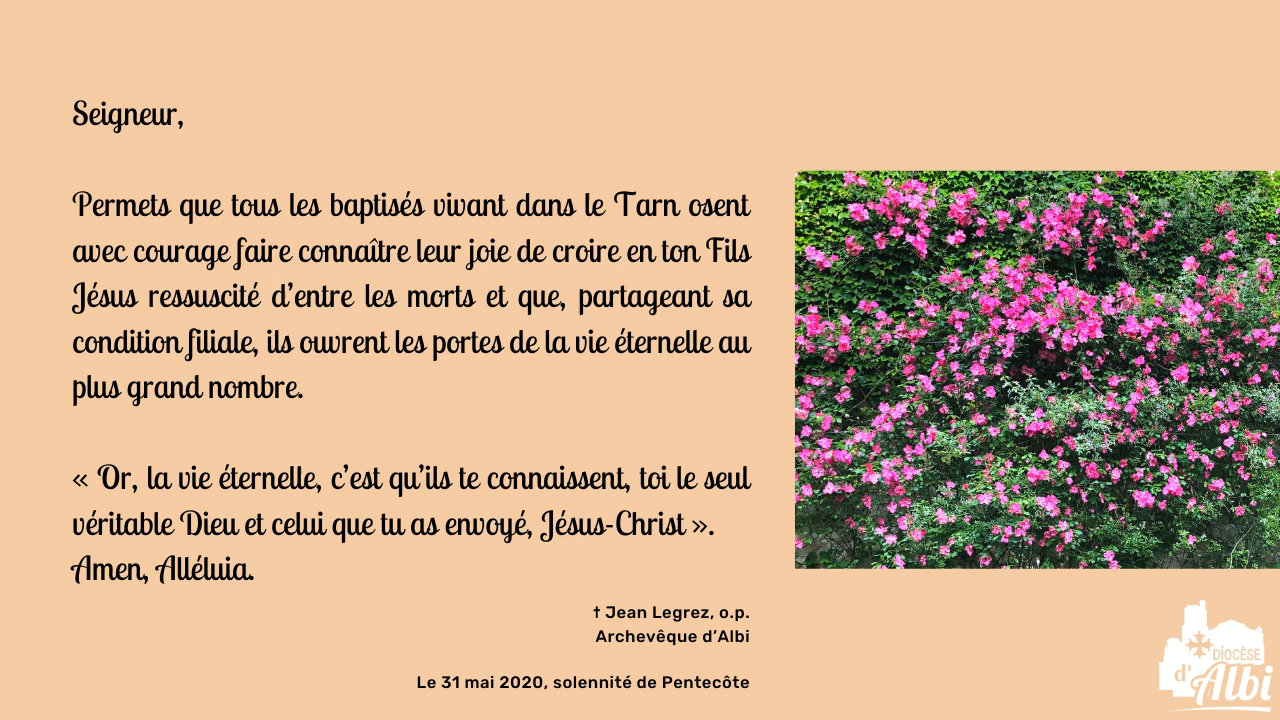 Seigneur,
Permets que tous les baptisés vivant dans le Tarn osent
avec courage faire connaître leur joie de croire en ton Fils
Jésus ressuscité d’entre les morts et que, partageant sa
condition filiale, ils ouvrent les portes de la vie éternelle au
plus grand nombre.
« Or, la vie éternelle, c’est qu’ils te connaissent, toi le seul
véritable Dieu et celui que tu as envoyé, Jésus-Christ ».
Amen, Alléluia.
† Jean Legrez, o.p.
Archevêque d’Albi
Le 31 mai 2020, solennité de Pentecôte
DIOCÈSE
d'Albi